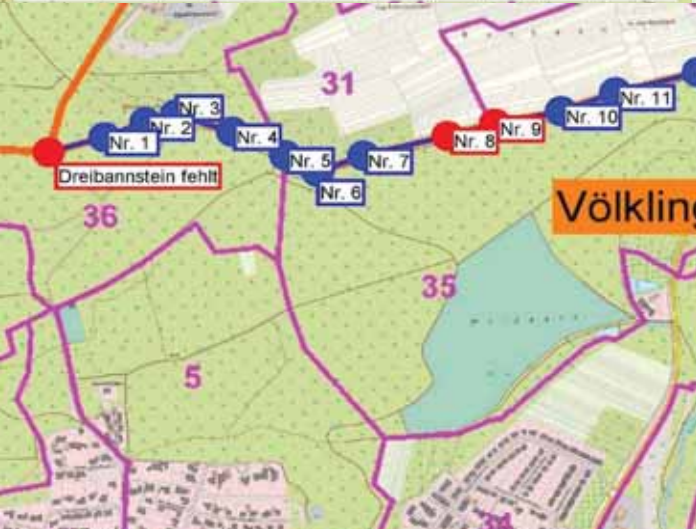 31
Nr. 3
Nr. 2
Nr. 1
Nr. 4
Nr. 5
Nr. 6
Nr. 7
Nr. 8
Nr. 9
Nr. 10
Nr. 11
Dreibannstein fehlt
36
Völkling
35
5
34